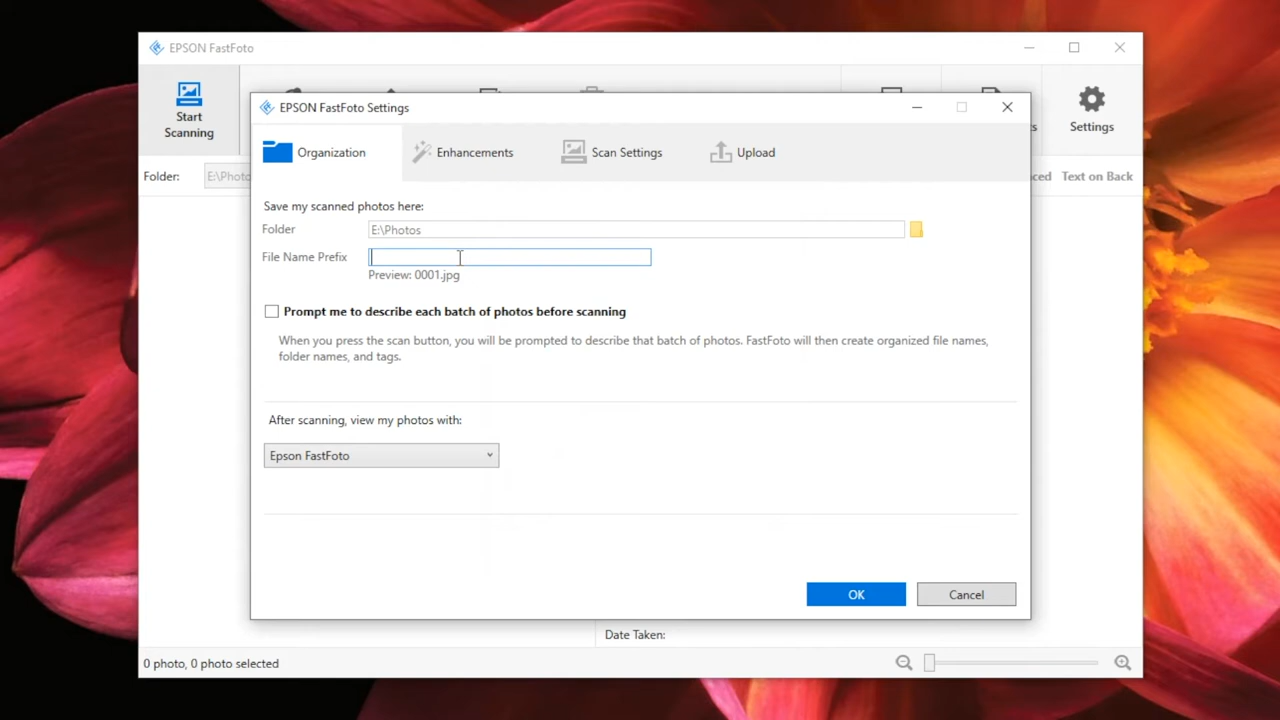 EPSON FastFoto
EPSON FastFoto Settings
Start
Scanning
Settings
Organization
Enhancements
Scan Settings
Upload
Folder:
E:\Photo
Text on Back
Save my scanned photos here:
Folder
E:\Photos
File Name Prefix
Preview: 0001.jpg
Prompt me to describe each batch of photos before scanning
When you press the scan button, you will be prompted to describe that batch of photos. FastFoto will then create organized file names,
folder names, and tags.
After scanning, view my photos with:
Epson FastFoto
OK
Cancel
Date Taken:
0 photo, 0 photo selected